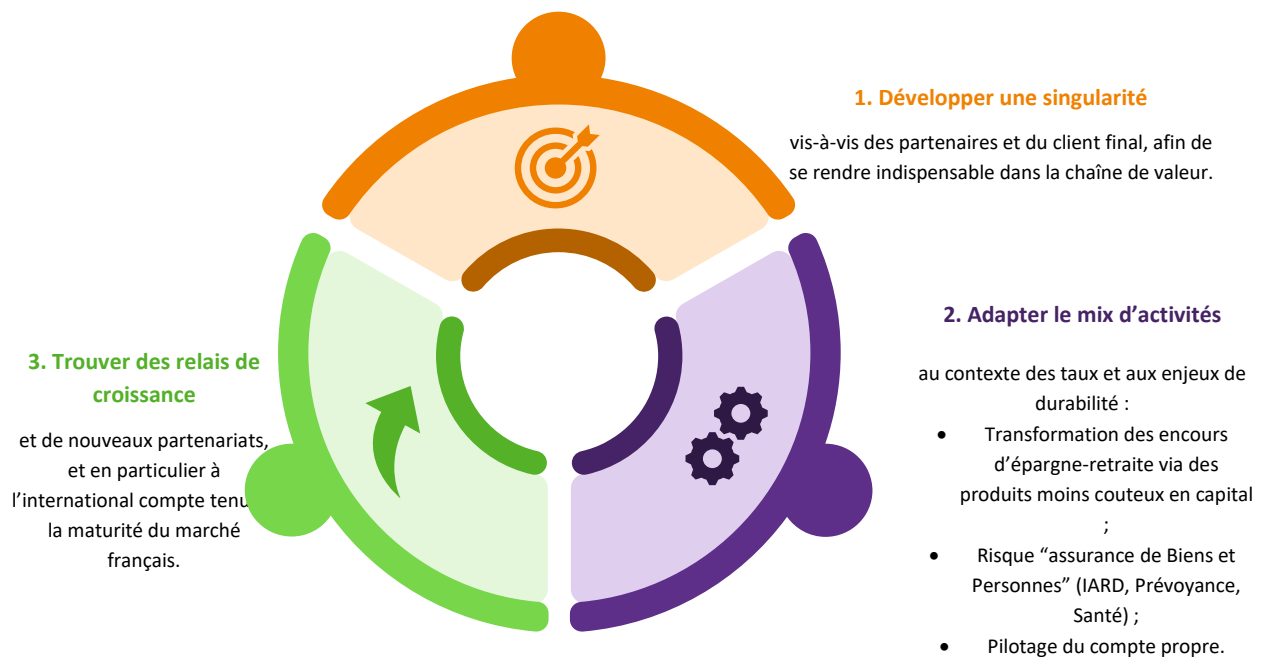 1. Développer une singularité
vis-à-vis des partenaires et du client final, afin de
se rendre indispensable dans la chaîne de valeur.
2. Adapter le mix d’activités
au contexte des taux et aux enjeux de
durabilité :
• Transformation des encours
d’épargne-retraite via des
produits moins couteux en capital
;
• Risque “assurance de Biens et
Personnes” (IARD, Prévoyance,
Santé) ;
• Pilotage du compte propre.
3. Trouver des relais de
croissance
et de nouveaux partenariats,
et en particulier à
l’international compte tenu
la maturité du marché
français.